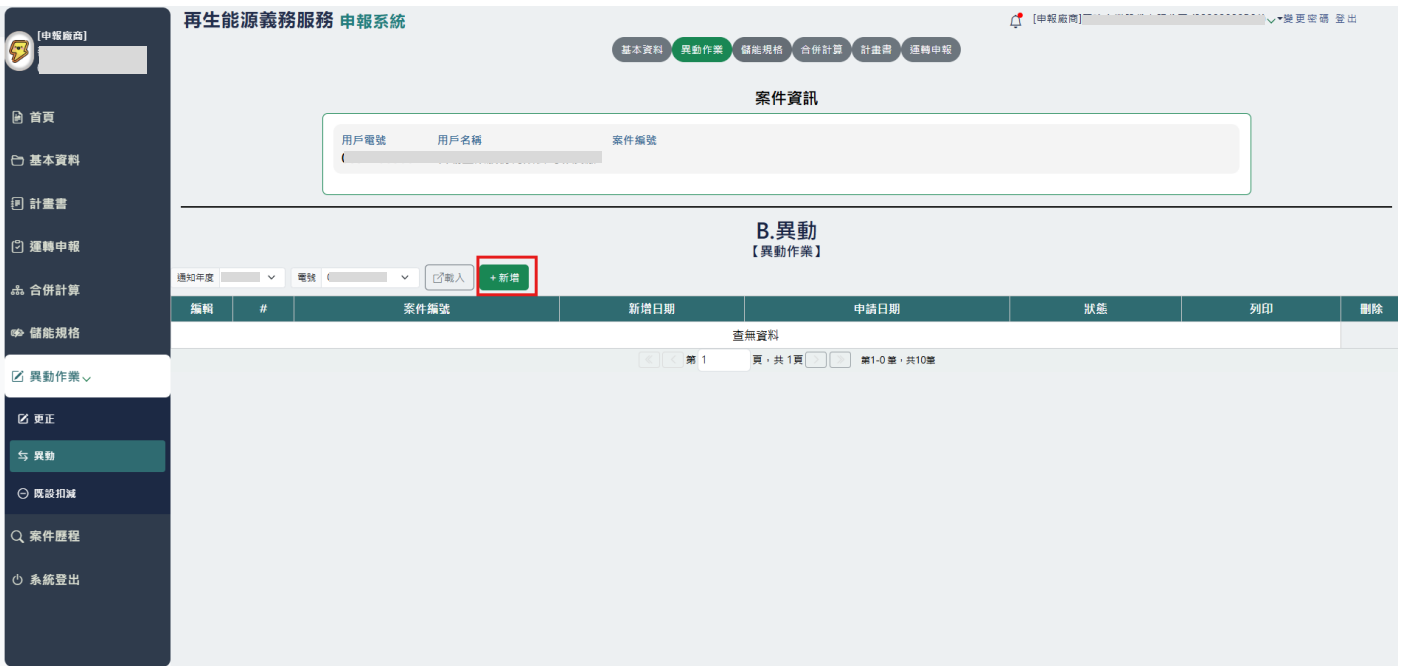 再生能源義務服務 申報系統
[申報廠商]
變更密碼 登出
[申報廠商]
基本資料 異動作業 儲能規格 合併計算 計畫書 運轉申報
案件資訊
用戶電號 用戶名稱 案件編號
首頁
基本資料
計畫書
運轉申報
合併計算
儲能規格
異動作業
更正
異動
既設扣減
案件歷程
系統登出
B.異動
【異動作業】
通知年度 電號 載入 +新增
編輯 # 案件編號 新增日期 申請日期 狀態 列印 刪除
查無資料
第 1 頁，共 1頁 第1-0 筆，共10筆